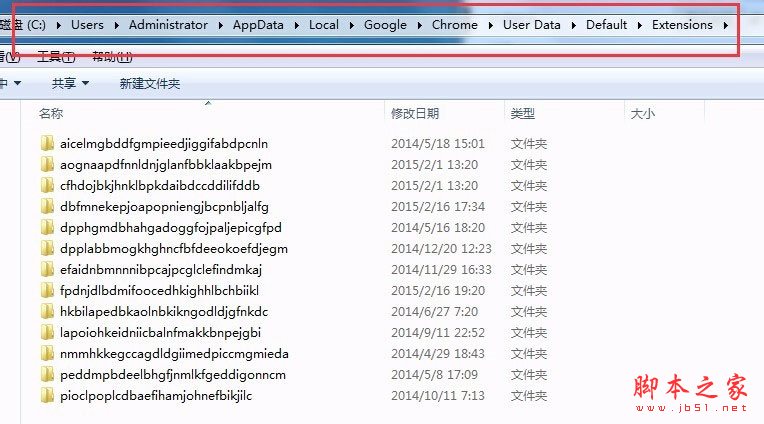 磁盘 (C:) Users Administrator AppData Local Google Chrome User Data Default Extensions
看(V) 工具(T) 帮助(H)
中 共享 新建文件夹
名称 修改日期 类型 大小
aicelmgbddfgmpieedjiggifabdpcnln 2014/5/18 15:01 文件夹
aognaapdfnnldnjglanfbbklaakbpejm 2015/2/1 13:20 文件夹
cfhdojbkjhnklbpkdaibdccddilifddb 2015/2/1 13:20 文件夹
dbfmnekepjoapopniengjbcpnbljalfg 2015/2/16 17:34 文件夹
dpphgmdbhahgadoggfojpaljepicgfpd 2014/5/16 18:20 文件夹
dpplabbmogkhghncfbfdeeokoefdjegm 2014/12/20 12:23 文件夹
efaidnbmnnnibpcajpcglclefindmkaj 2014/11/29 16:33 文件夹
fpdnjdlbdmifoocedhkighhlbchbiikl 2015/2/16 19:20 文件夹
hkbilapedbkaolnbkikngodldjgfnkdc 2014/6/27 7:20 文件夹
lapoiohkeidniicbalnfmakkbnpejgbi 2014/9/11 22:52 文件夹
nmmhkkegccagdldgiimedpiccmgmieda 2014/4/29 18:43 文件夹
peddmpbdeelbhgfjnmlkfgeddigonncm 2014/5/8 17:09 文件夹
pioclpoplcdbaefihamjohnefbikjilc 2014/10/11 7:13 文件夹
脚本之家
www.jb51.net